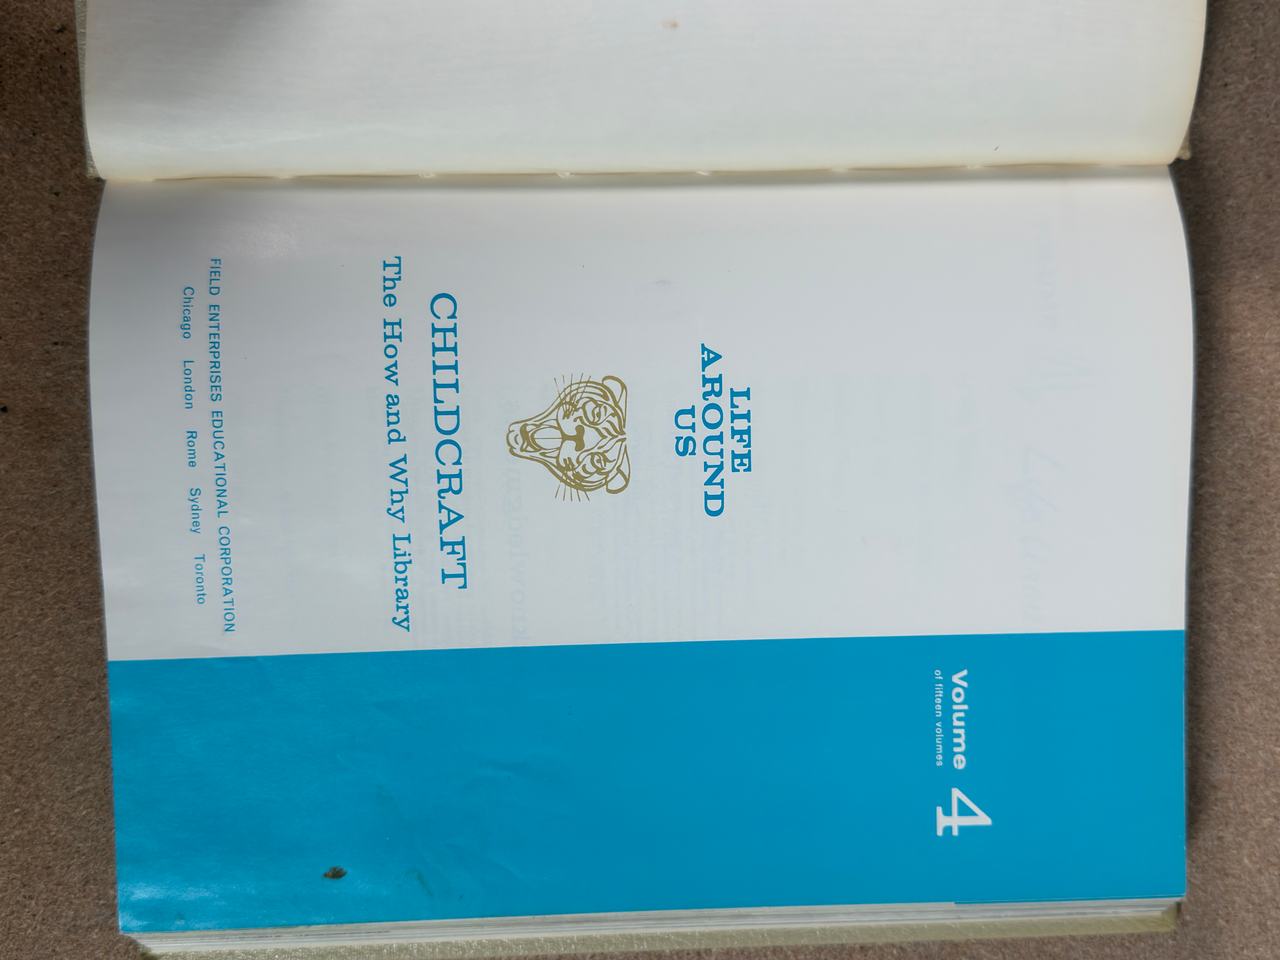 Volume 4
of fifteen volumes
LIFE
AROUND
US
CHILDCRAFT
The How and Why Library
FIELD ENTERPRISES EDUCATIONAL CORPORATION
Chicago London Rome Sydney Toronto